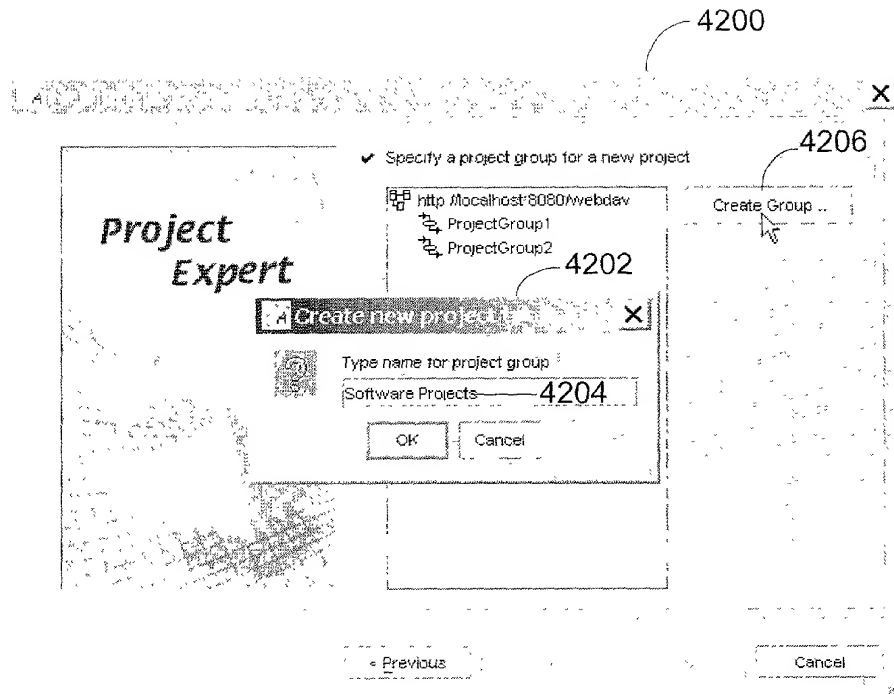 4200
A
Specify a project group for a new project
4206
http //localhost 8080/webdav
Create Group ..
ProjectGroup1
ProjectGroup2
Project
Expert
4202
A Create new project
Type name for project group
Software Projects 4204
OK Cancel
< Previous
Cancel